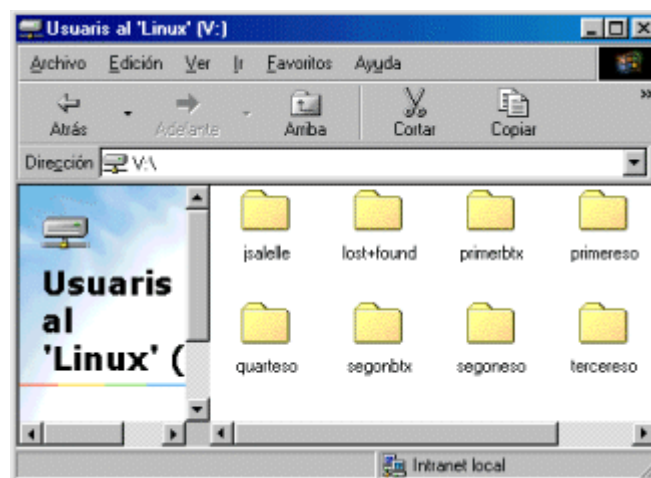 Usuaris al 'Linux' (V:)
Archivo Edición Ver Ir Favoritos Ayuda
Atrás Adelante Arriba Cortar Copiar »
Dirección V:\
Usuaris
al
'Linux' (
jsalelle lost+found primerbtx primereso
quarteso segonbtx segoneso tercereso
Intranet local